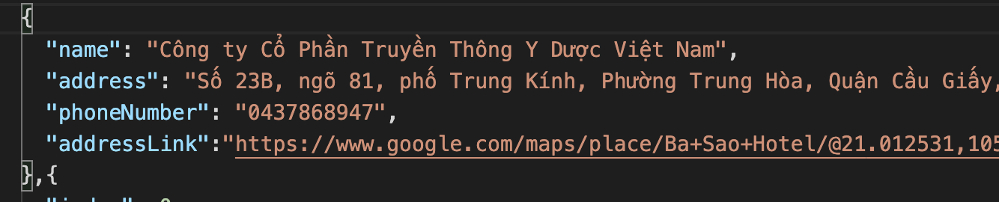 {
"name": "Công ty Cổ Phần Truyền Thông Y Dược Việt Nam",
"address": "Số 23B, ngõ 81, phố Trung Kính, Phường Trung Hòa, Quận Cầu Giấy,
"phoneNumber": "0437868947",
"addressLink":"https://www.google.com/maps/place/Ba+Sao+Hotel/@21.012531,105
},{